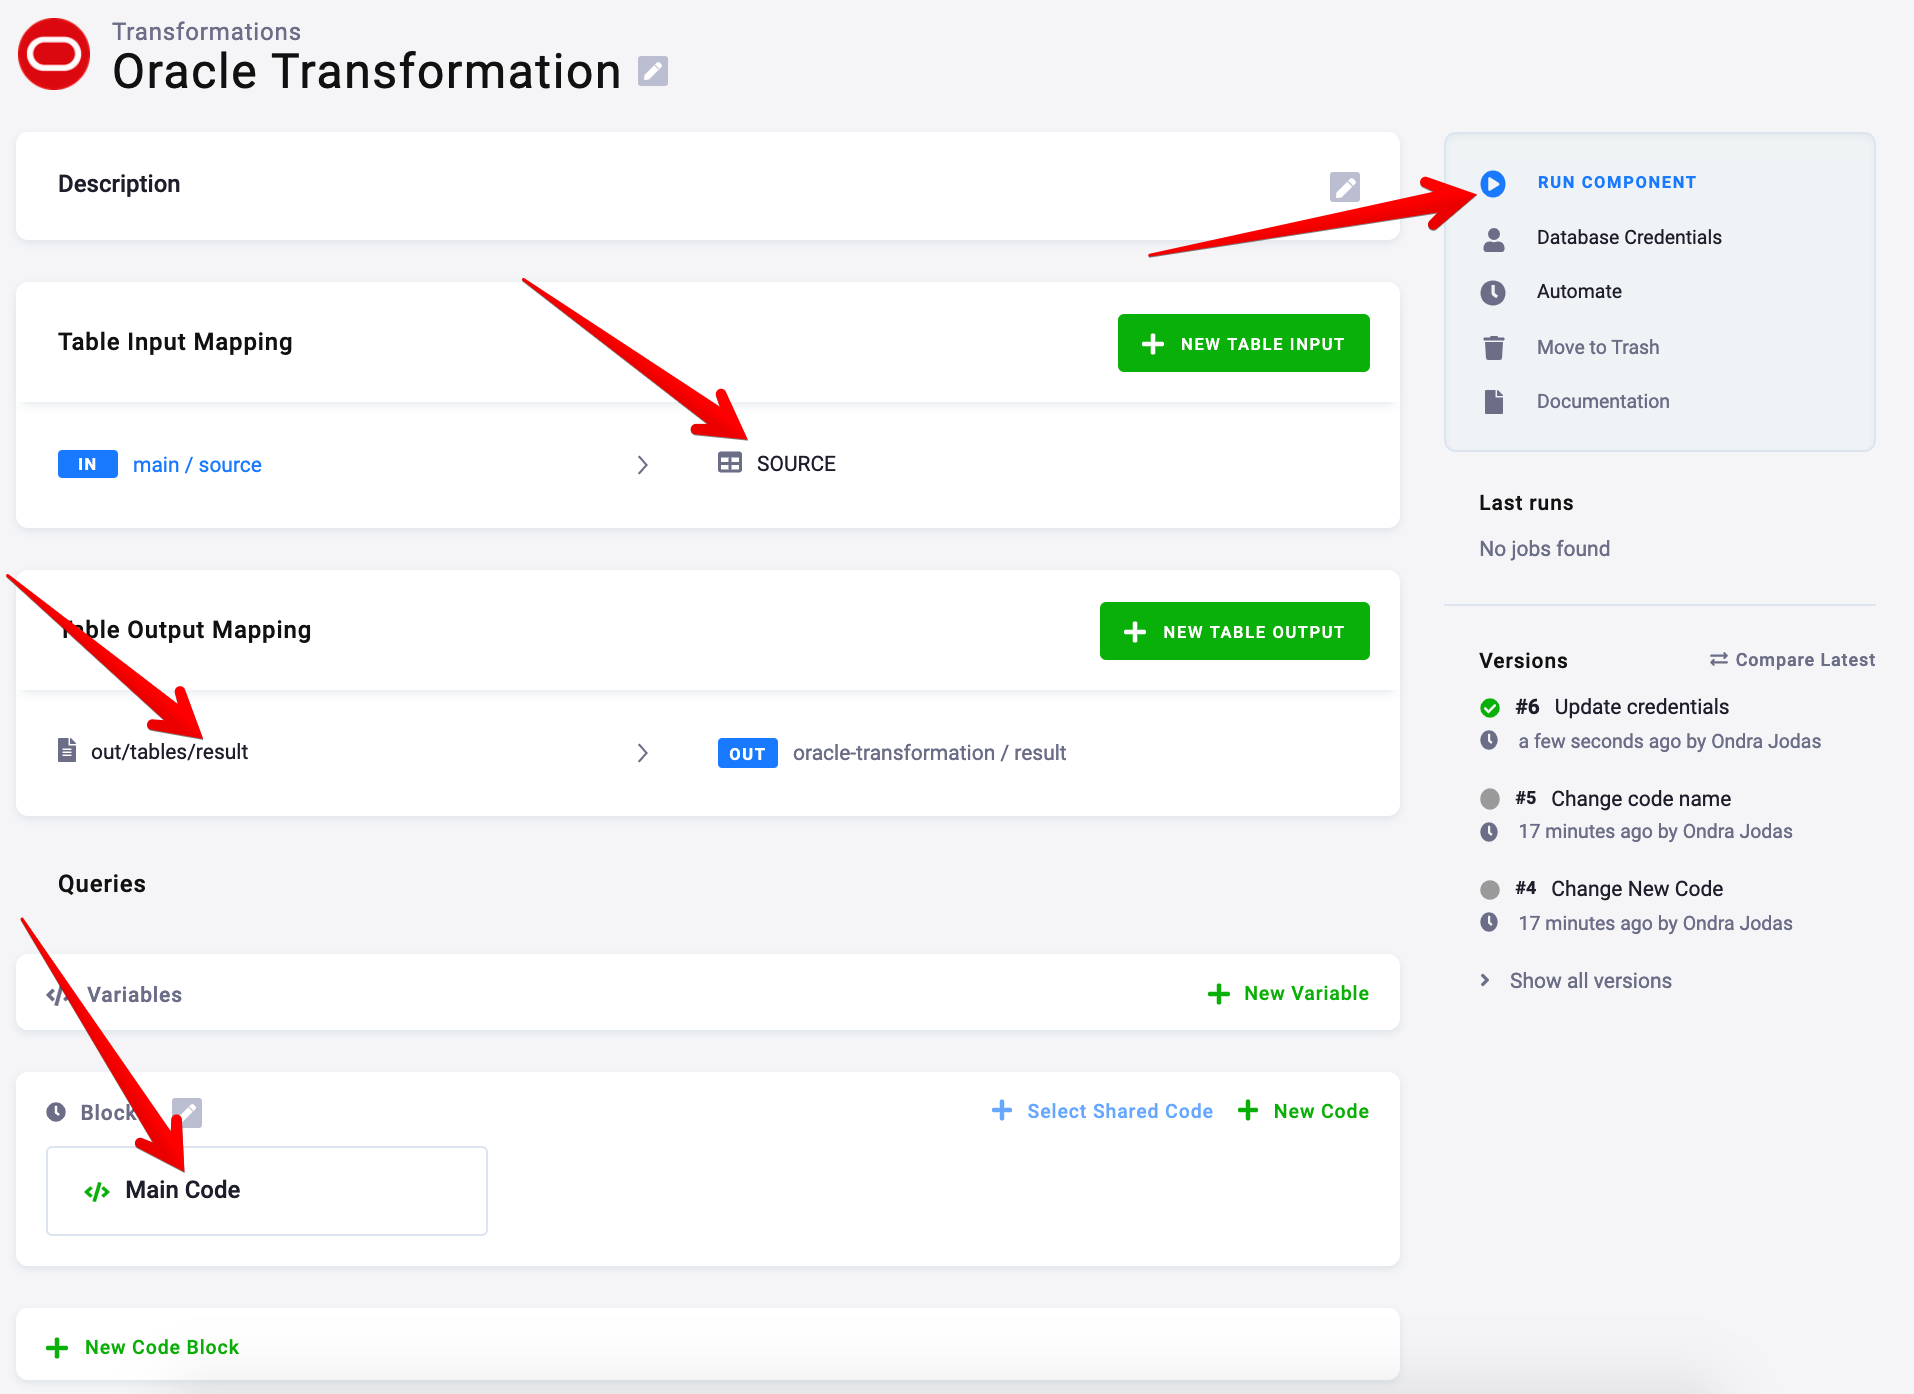 Transformations
Oracle Transformation
Description
Table Input Mapping
NEW TABLE INPUT
IN main / source
SOURCE
Table Output Mapping
NEW TABLE OUTPUT
out/tables/result
OUT oracle-transformation / result
Queries
</> Variables
New Variable
Block
Select Shared Code
New Code
</> Main Code
New Code Block
RUN COMPONENT
Database Credentials
Automate
Move to Trash
Documentation
Last runs
No jobs found
Versions
Compare Latest
#6 Update credentials
a few seconds ago by Ondra Jodas
#5 Change code name
17 minutes ago by Ondra Jodas
#4 Change New Code
17 minutes ago by Ondra Jodas
Show all versions